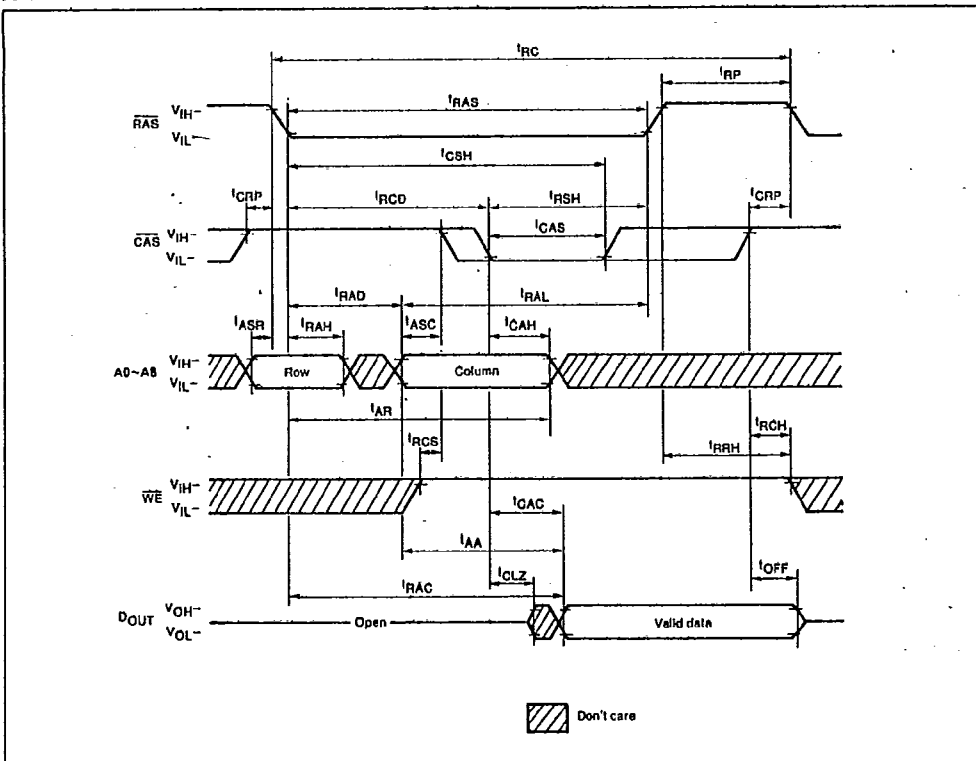 tRC
tRP
tRAS
RAS VIH-
VIL-
tCSH
tCRP tRCD tRSH tCRP
tCAS
CAS VIH-
VIL-
tRAD tRAL
tASR tRAH tASC tCAH
A0~A8 VIH-
VIL-
Row Column
tAR
tRCS tRCH
tRRH
WE VIH-
VIL-
tCAC
tAA
tCLZ tOFF
tRAC
DOUT VOH-
VOL-
Open Valid data
Don't care